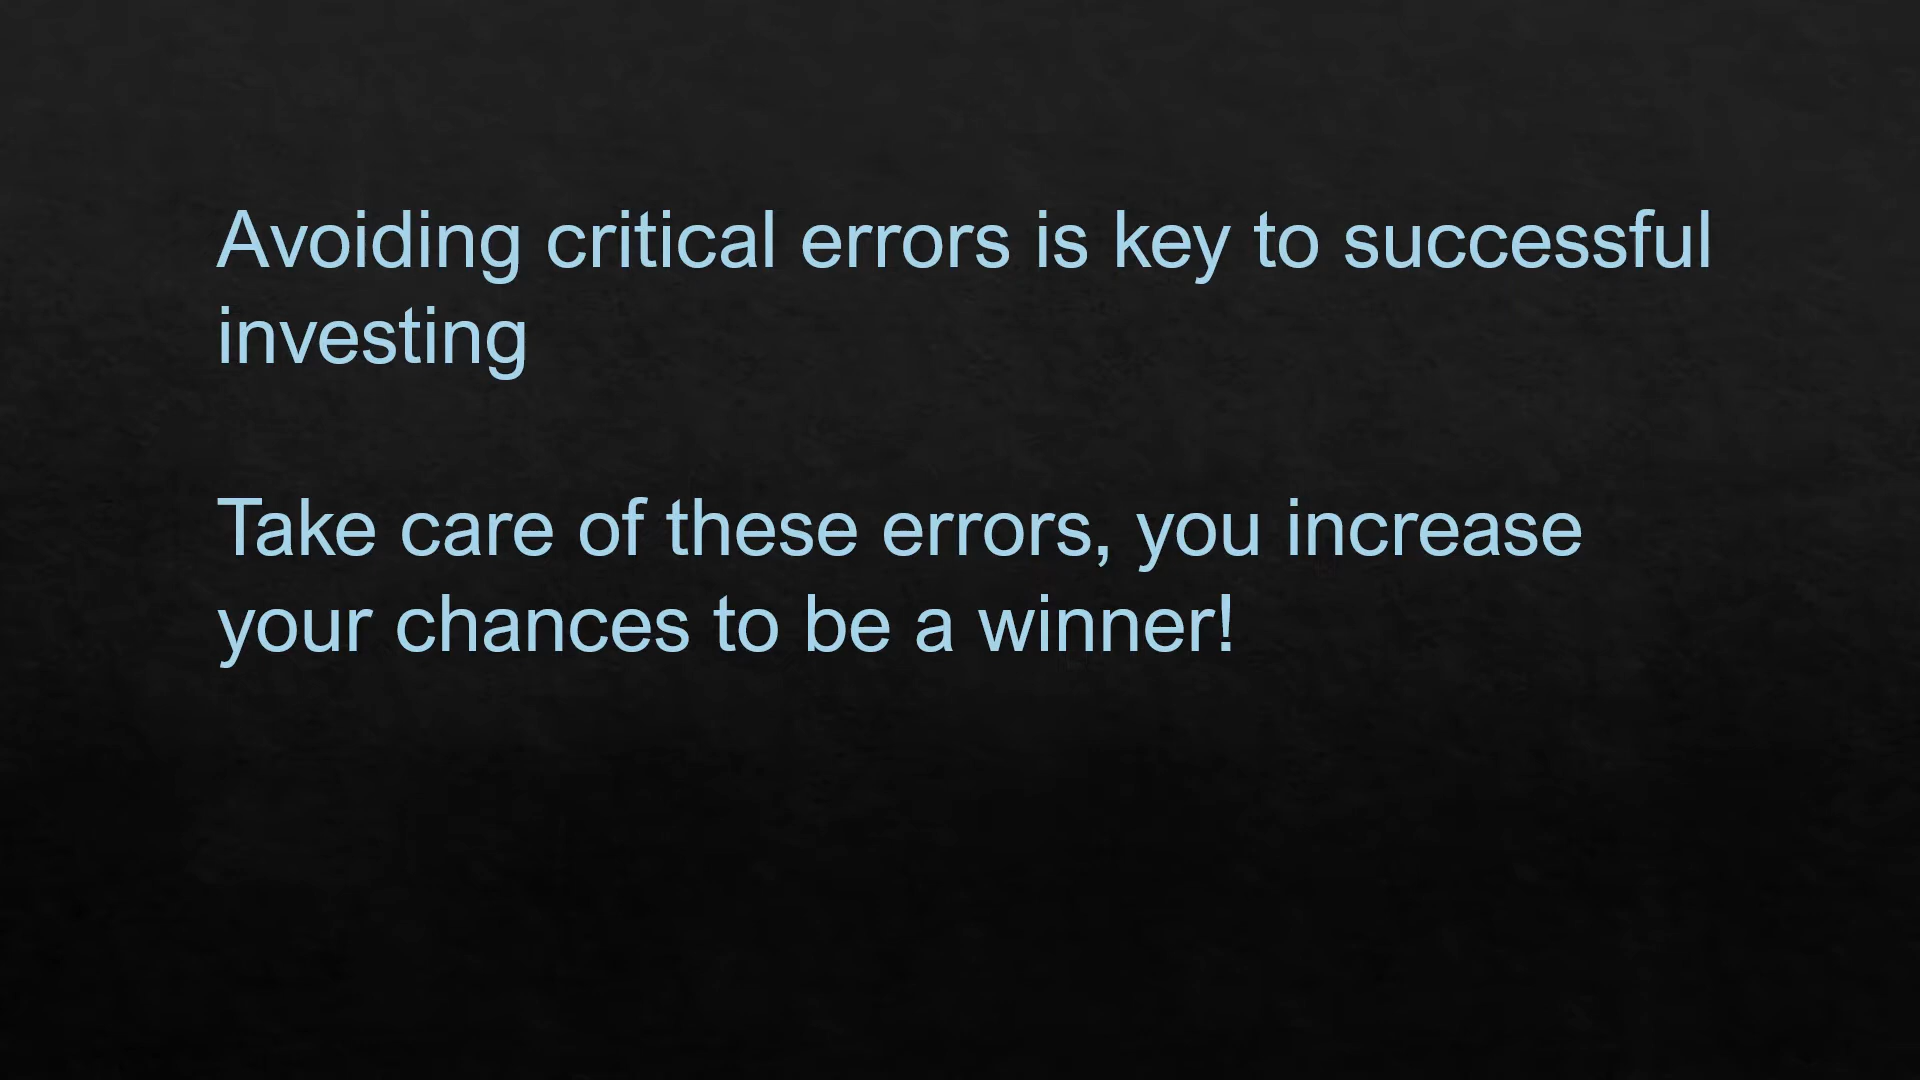 Avoiding critical errors is key to successful
investing
Take care of these errors, you increase
your chances to be a winner!